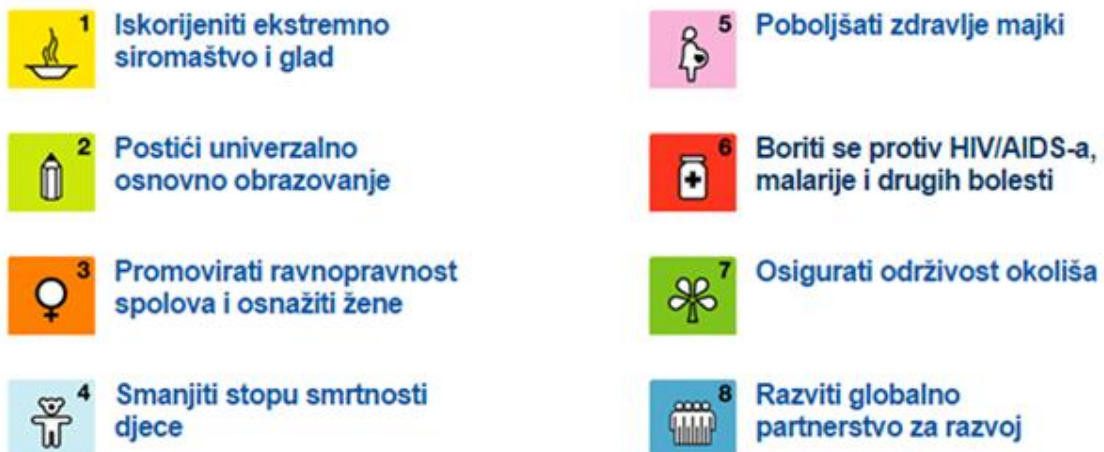 1
Iskorijeniti ekstremno
siromaštvo i glad
2
Postići univerzalno
osnovno obrazovanje
3
Promovirati ravnopravnost
spolova i osnažiti žene
4
Smanjiti stopu smrtnosti
djece
5
Poboljšati zdravlje majki
6
Boriti se protiv HIV/AIDS-a,
malarije i drugih bolesti
7
Osigurati održivost okoliša
8
Razviti globalno
partnerstvo za razvoj